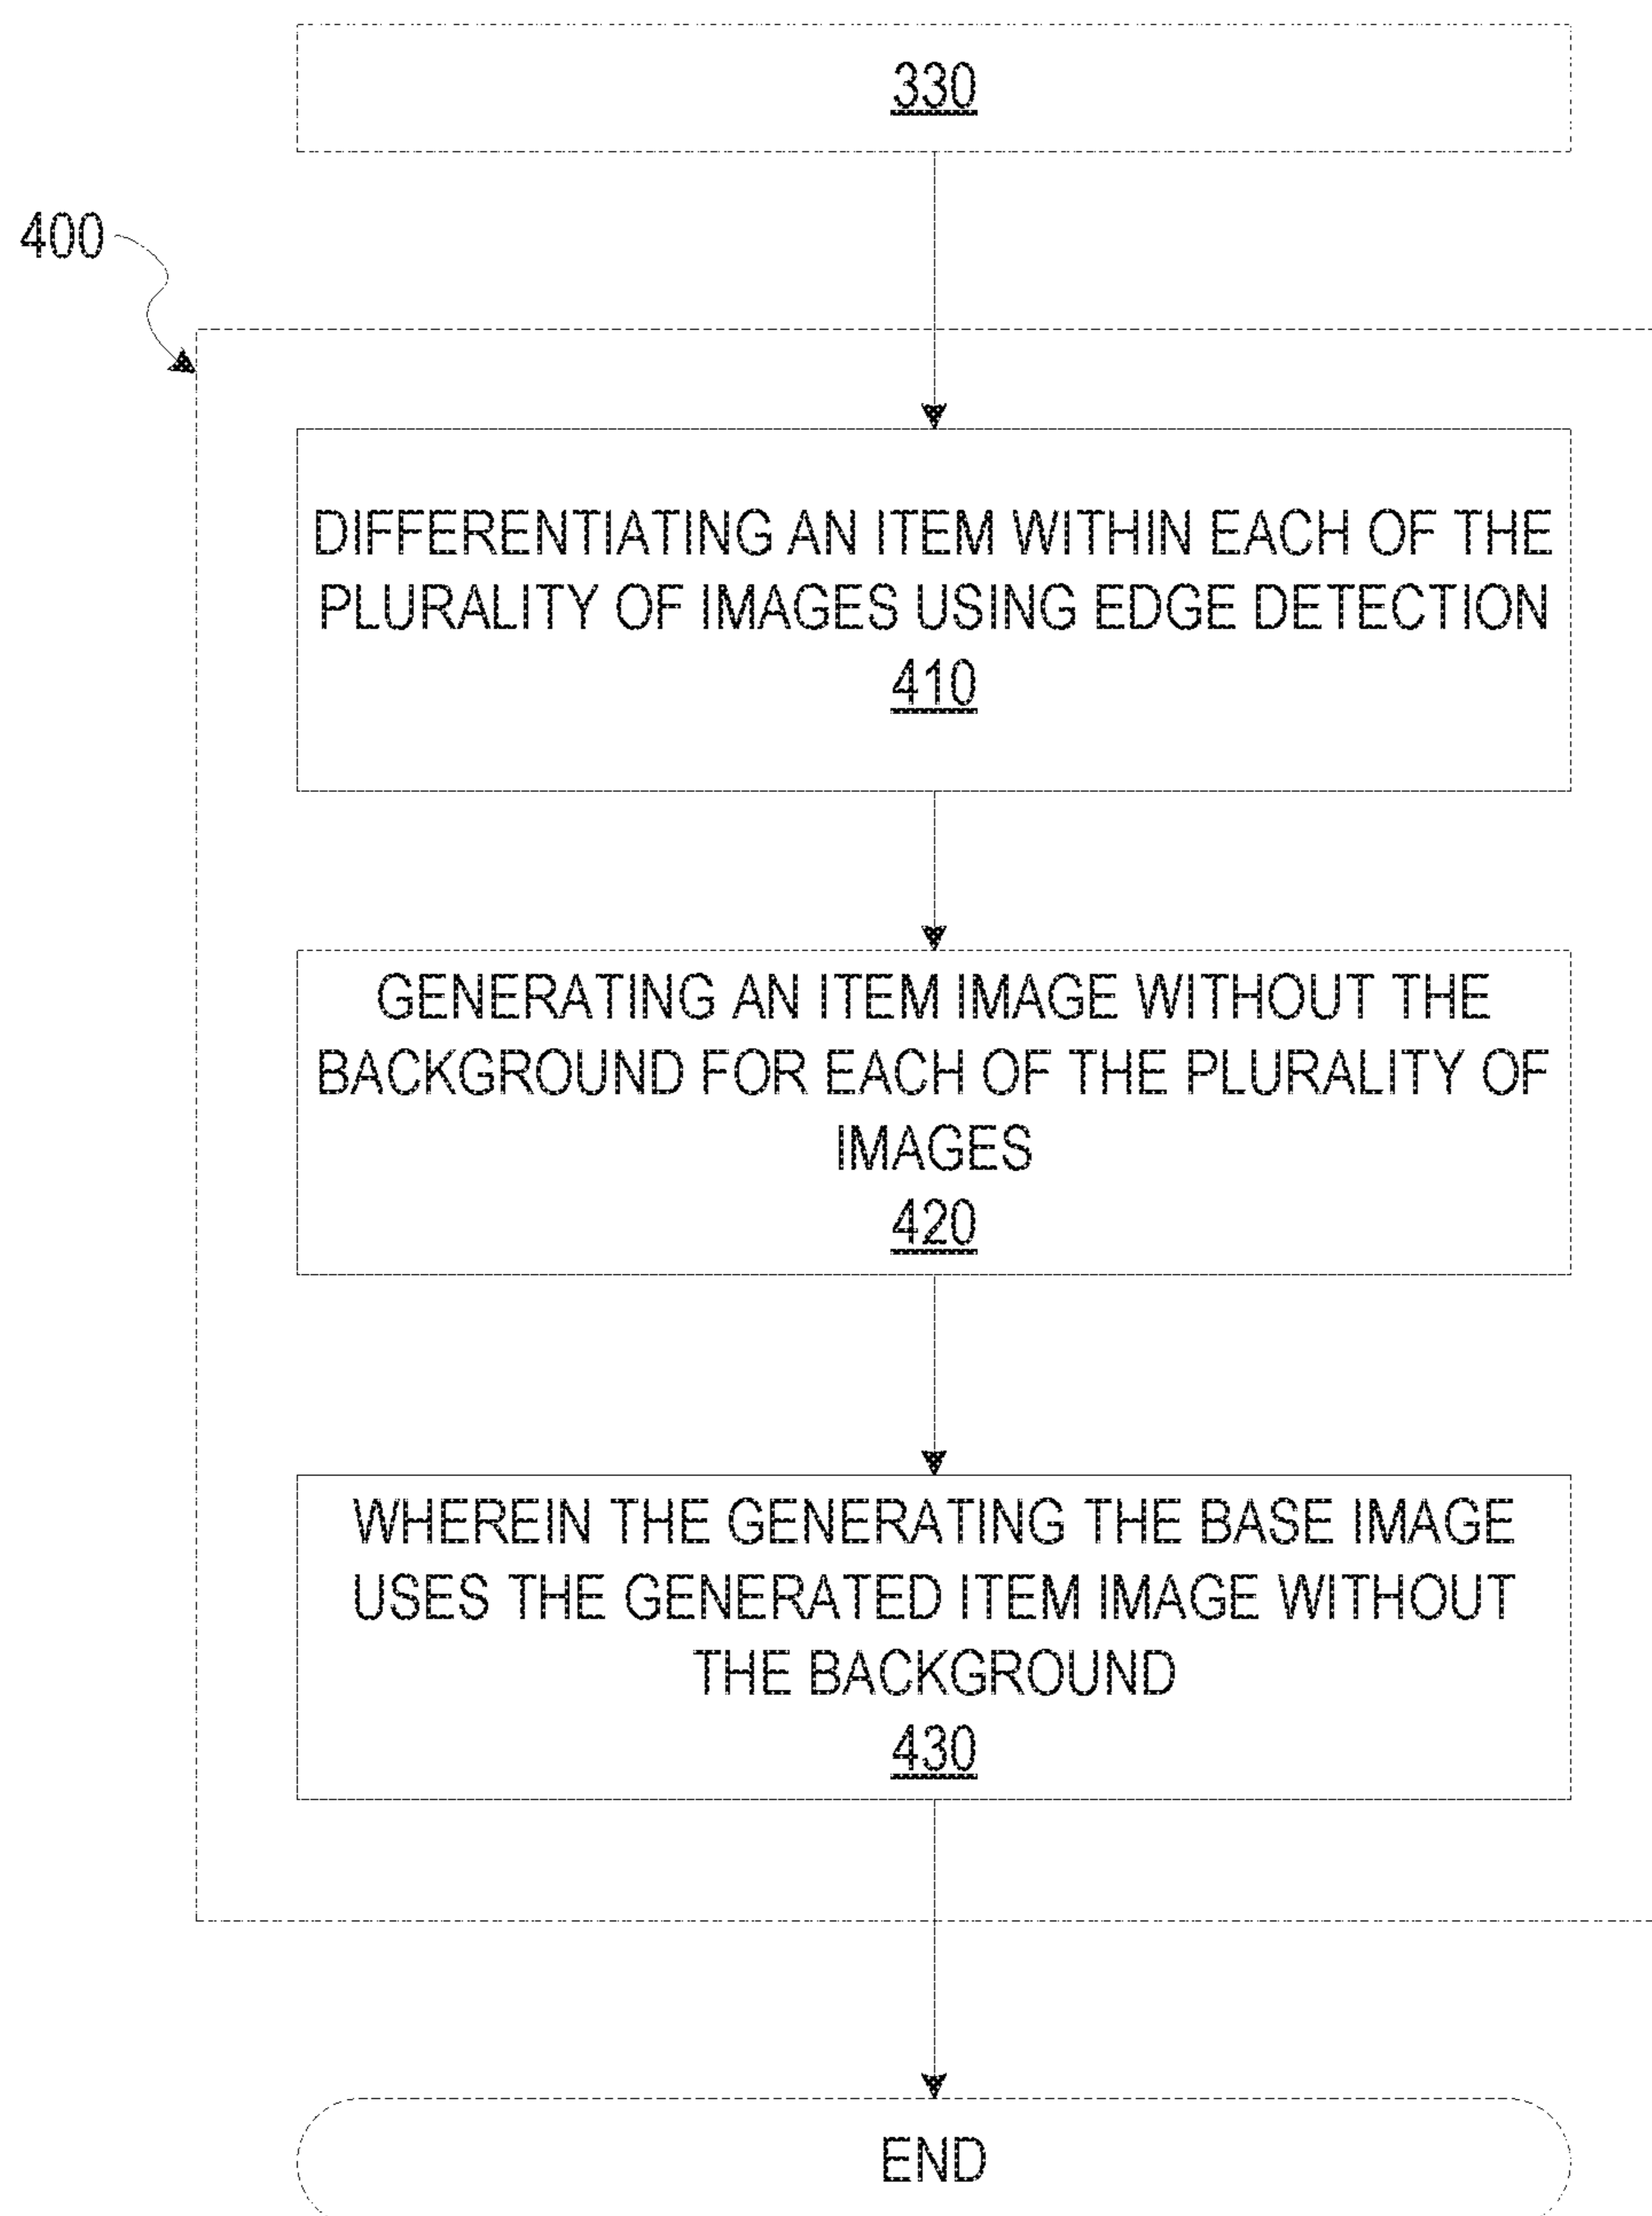 330
400
DIFFERENTIATING AN ITEM WITHIN EACH OF THE
PLURALITY OF IMAGES USING EDGE DETECTION
410
GENERATING AN ITEM IMAGE WITHOUT THE
BACKGROUND FOR EACH OF THE PLURALITY OF
IMAGES
420
WHEREIN THE GENERATING THE BASE IMAGE
USES THE GENERATED ITEM IMAGE WITHOUT
THE BACKGROUND
430
END